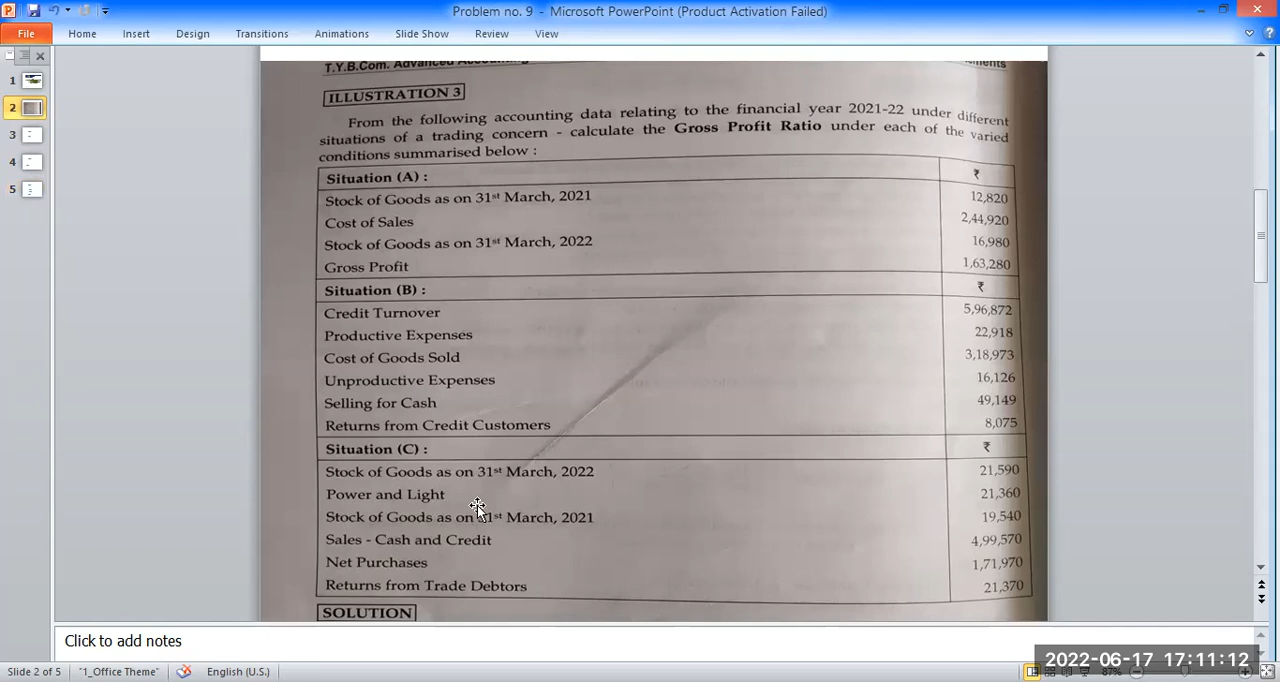 Problem no. 9 - Microsoft PowerPoint (Product Activation Failed)
File Home Insert Design Transitions Animations Slide Show Review View
1
2
3
4
5
T.Y.B.Com. Advanced
ILLUSTRATION 3
From the following accounting data relating to the financial year 2021-22 under different
situations of a trading concern - calculate the Gross Profit Ratio under each of the varied
conditions summarised below :
Situation (A) : ₹
Stock of Goods as on 31st March, 2021 12,820
Cost of Sales 2,44,920
Stock of Goods as on 31st March, 2022 16,980
Gross Profit 1,63,280
Situation (B) : ₹
Credit Turnover 5,96,872
Productive Expenses 22,918
Cost of Goods Sold 3,18,973
Unproductive Expenses 16,126
Selling for Cash 49,149
Returns from Credit Customers 8,075
Situation (C) : ₹
Stock of Goods as on 31st March, 2022 21,590
Power and Light 21,360
Stock of Goods as on 31st March, 2021 19,540
Sales - Cash and Credit 4,99,570
Net Purchases 1,71,970
Returns from Trade Debtors 21,370
SOLUTION
Click to add notes
2022-06-17 17:11:12
Slide 2 of 5 "1_Office Theme" English (U.S.) 87%